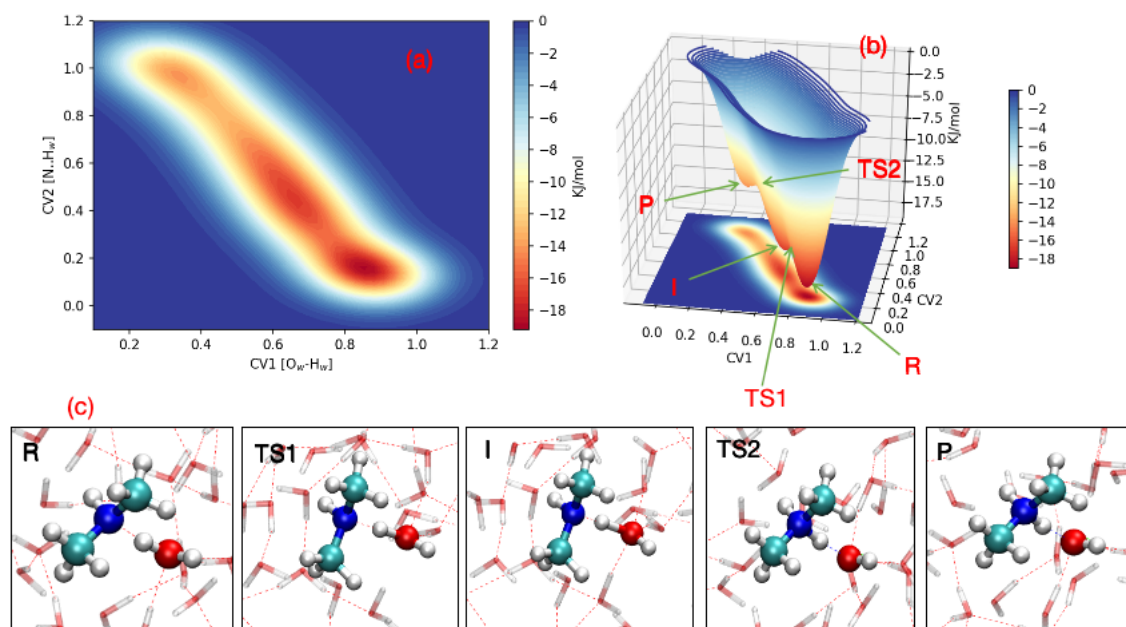 (a)
1.2
1.0
0.8
0.6
0.4
0.2
0.0
CV2 [N..H_w]
0.2 0.4 0.6 0.8 1.0 1.2
CV1 [O_w-H_w]
0
−2
−4
−6
−8
−10
−12
−14
−16
−18
KJ/mol
(b)
0.0
−2.5
−5.0
−7.5
−10.0
−12.5
−15.0
−17.5
KJ/mol
TS2
P
I
R
TS1
1.2
1.0
0.8
0.6
0.4
0.2
0.0
CV2
0.0 0.2 0.4 0.6 0.8 1.0 1.2
CV1
0
−2
−4
−6
−8
−10
−12
−14
−16
−18
(c)
R
TS1
I
TS2
P